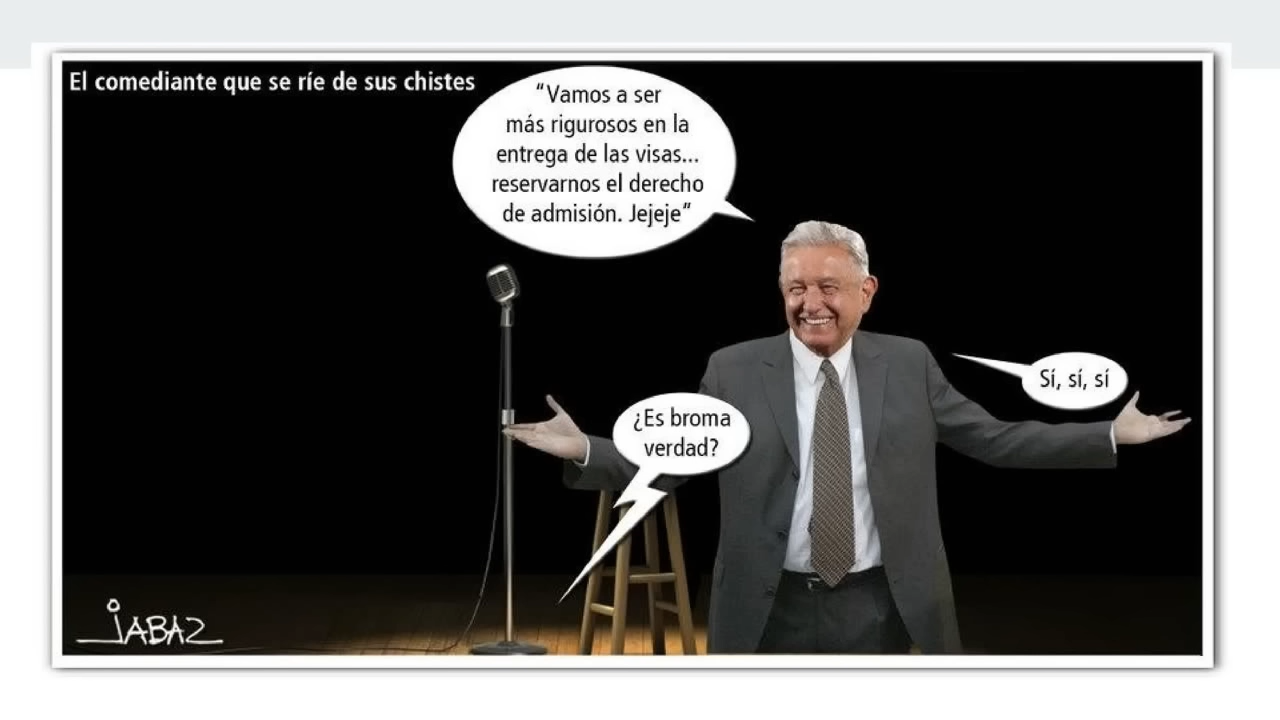 El comediante que se ríe de sus chistes
“Vamos a ser
más rigurosos en la
entrega de las visas...
reservarnos el derecho
de admisión. Jejeje”
Sí, sí, sí
¿Es broma
verdad?
JABAZ